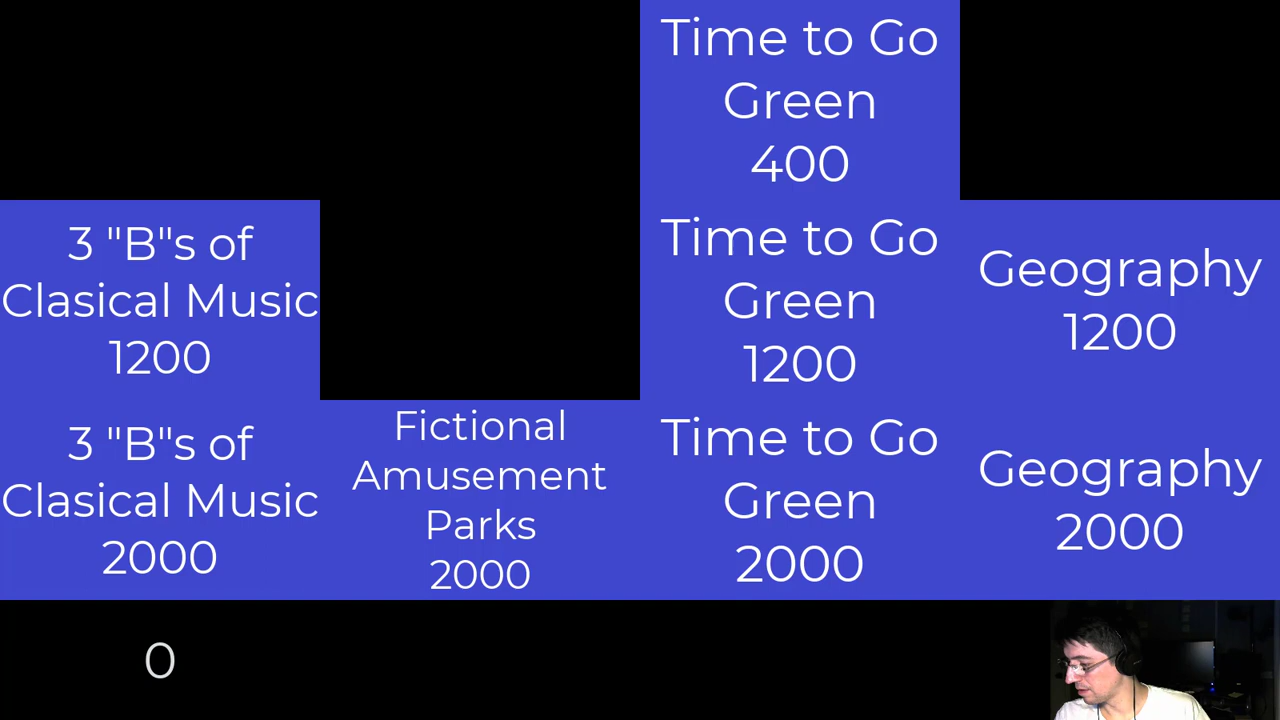 Time to Go
Green
400
3 "B"s of
Clasical Music
1200
Time to Go
Green
1200
Geography
1200
3 "B"s of
Clasical Music
2000
Fictional
Amusement
Parks
2000
Time to Go
Green
2000
Geography
2000
0